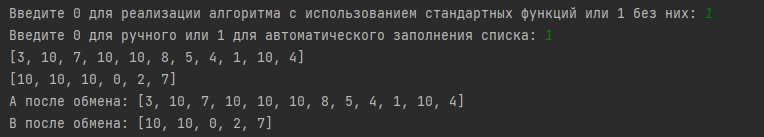 Введите 0 для реализации алгоритма с использованием стандартных функций или 1 без них: 1
Введите 0 для ручного или 1 для автоматического заполнения списка: 1
[3, 10, 7, 10, 10, 8, 5, 4, 1, 10, 4]
[10, 10, 10, 0, 2, 7]
А после обмена: [3, 10, 7, 10, 10, 10, 8, 5, 4, 1, 10, 4]
В после обмена: [10, 10, 0, 2, 7]